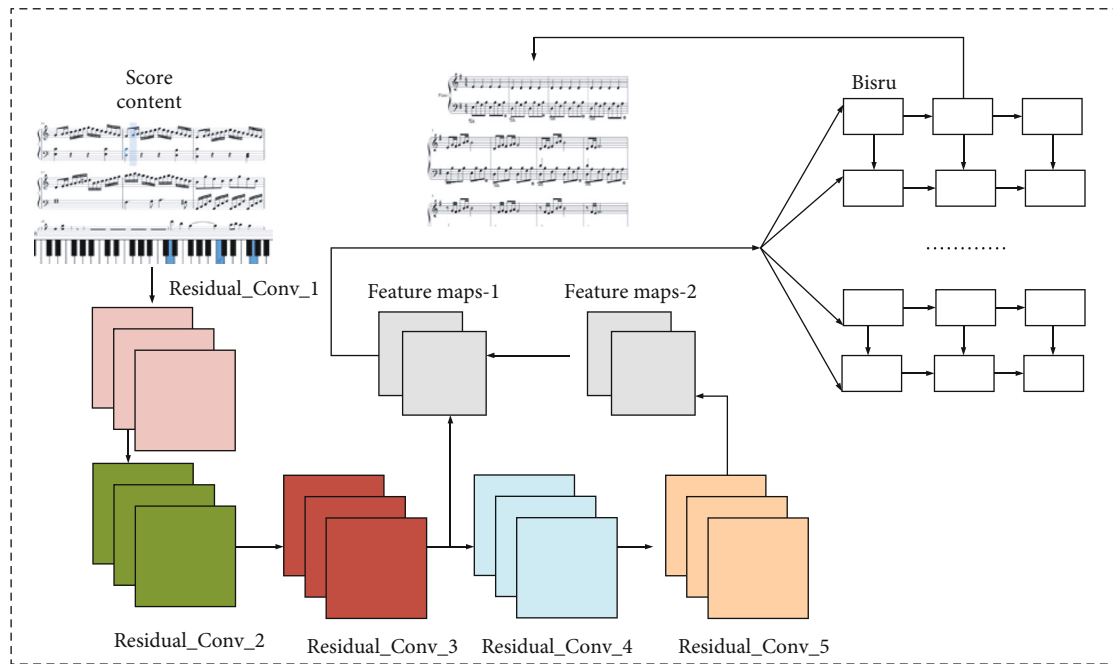 Score
content
Bisru
Residual_Conv_1
Feature maps-1
Feature maps-2
Residual_Conv_2
Residual_Conv_3
Residual_Conv_4
Residual_Conv_5